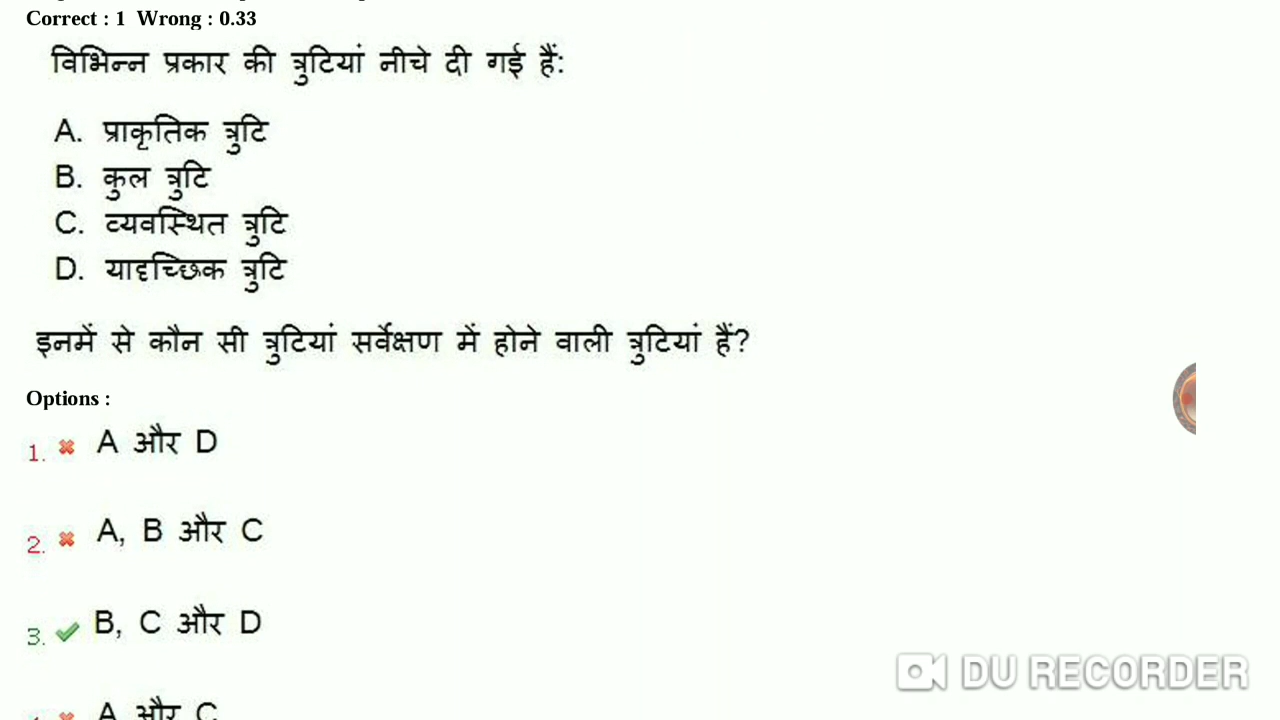 Correct : 1 Wrong : 0.33
विभिन्न प्रकार की त्रुटियां नीचे दी गई हैं:
A. प्राकृतिक त्रुटि
B. कुल त्रुटि
C. व्यवस्थित त्रुटि
D. यादृच्छिक त्रुटि
इनमें से कौन सी त्रुटियां सर्वेक्षण में होने वाली त्रुटियां हैं?
Options :
1. A और D
2. A, B और C
3. B, C और D
A और C
DU RECORDER